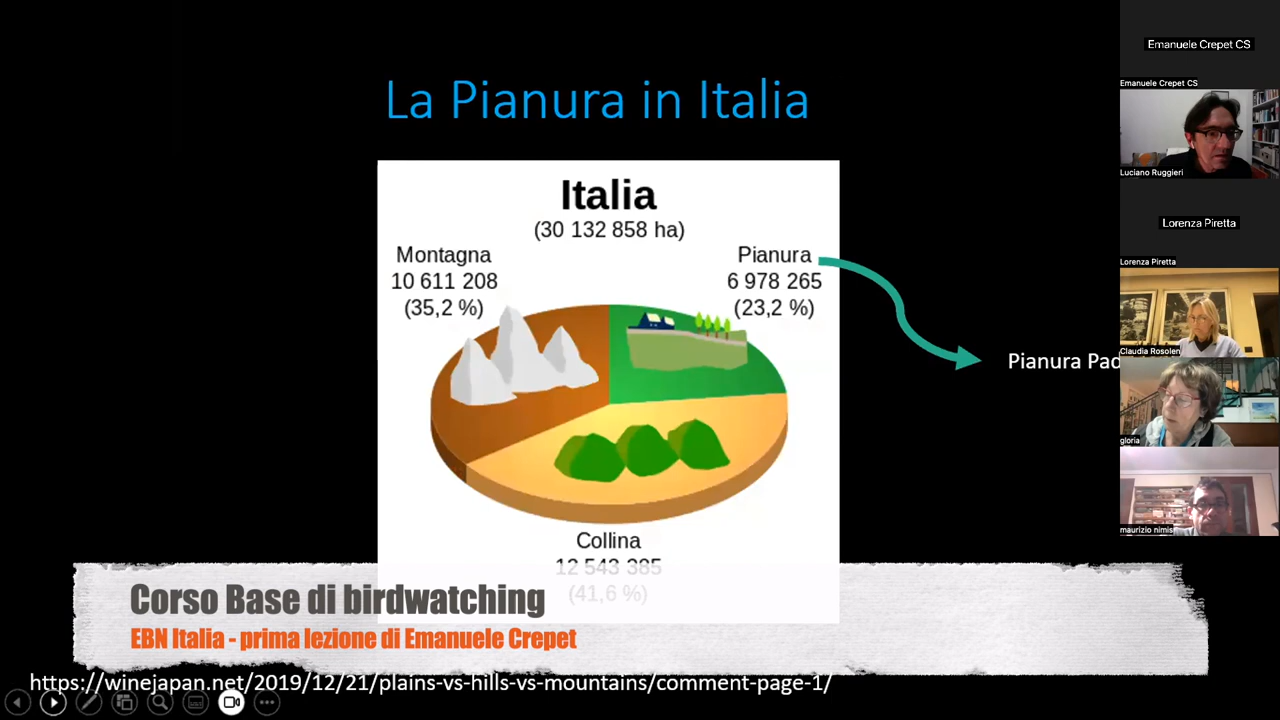 La Pianura in Italia
Italia
(30 132 858 ha)
Montagna
10 611 208
(35,2 %)
Pianura
6 978 265
(23,2 %)
Pianura Pad
Collina
12 543 385
(41,6 %)
Corso Base di birdwatching
EBN Italia - prima lezione di Emanuele Crepet
https://winejapan.net/2019/12/21/plains-vs-hills-vs-mountains/comment-page-1/
Emanuele Crepet CS
Emanuele Crepet CS
Luciano Ruggieri
Lorenza Piretta
Lorenza Piretta
Claudia Rosolen
gloria
maurizio nimis